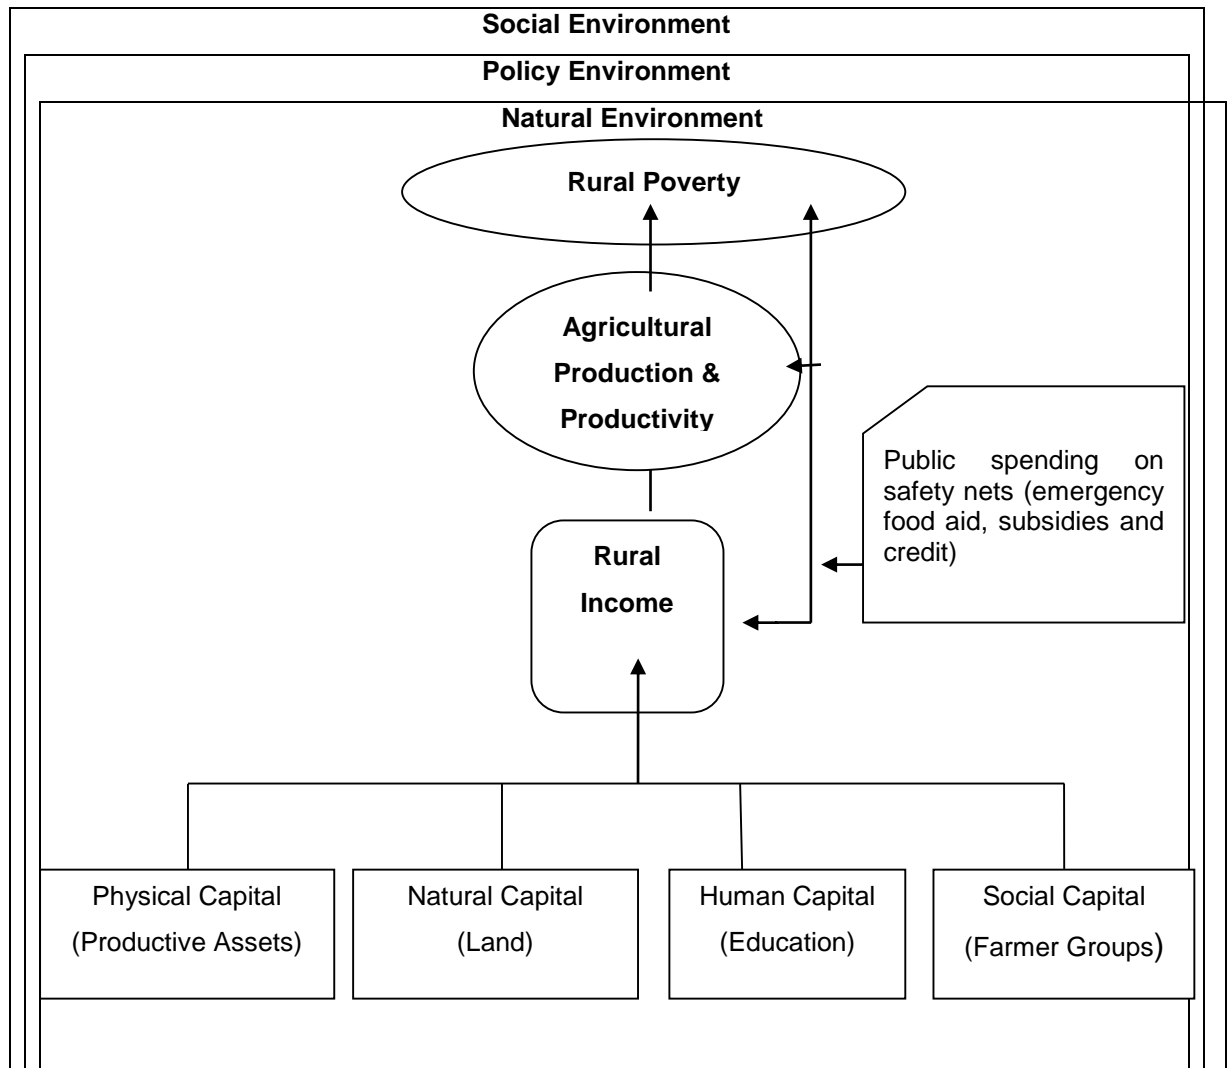 Social Environment
Policy Environment
Natural Environment
Rural Poverty
Agricultural
Production &
Productivity
Public spending on
safety nets (emergency
food aid, subsidies and
credit)
Rural
Income
Physical Capital
(Productive Assets)
Natural Capital
(Land)
Human Capital
(Education)
Social Capital
(Farmer Groups)